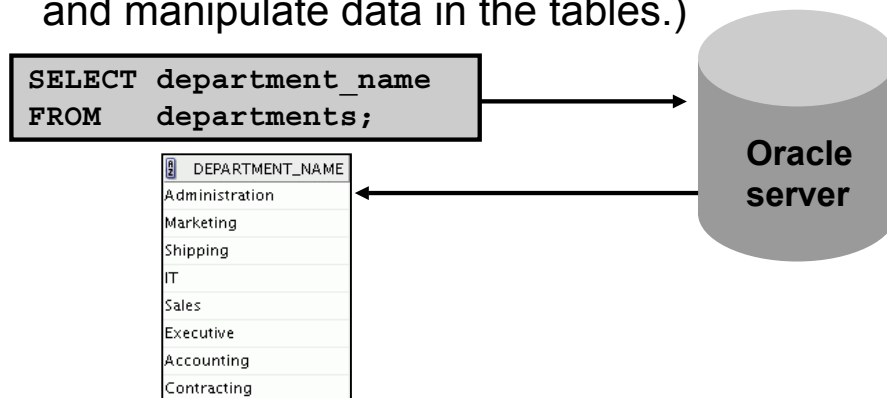 and manipulate data in the tables.)
SELECT department_name
FROM departments;
Oracle
server
DEPARTMENT_NAME
Administration
Marketing
Shipping
IT
Sales
Executive
Accounting
Contracting